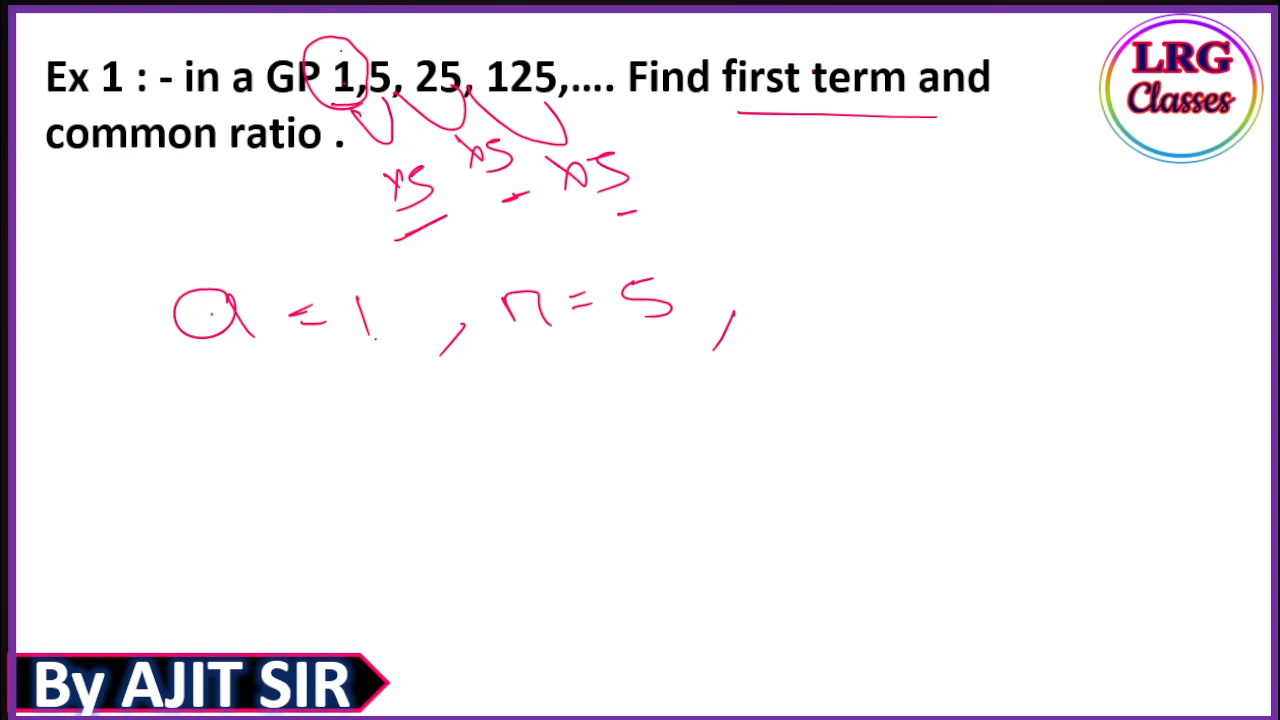 Ex 1 : - in a GP 1,5, 25, 125,.... Find first term and
common ratio .
LRG
Classes
×5 ×5 ×5
a = 1 , r = 5 ,
By AJIT SIR